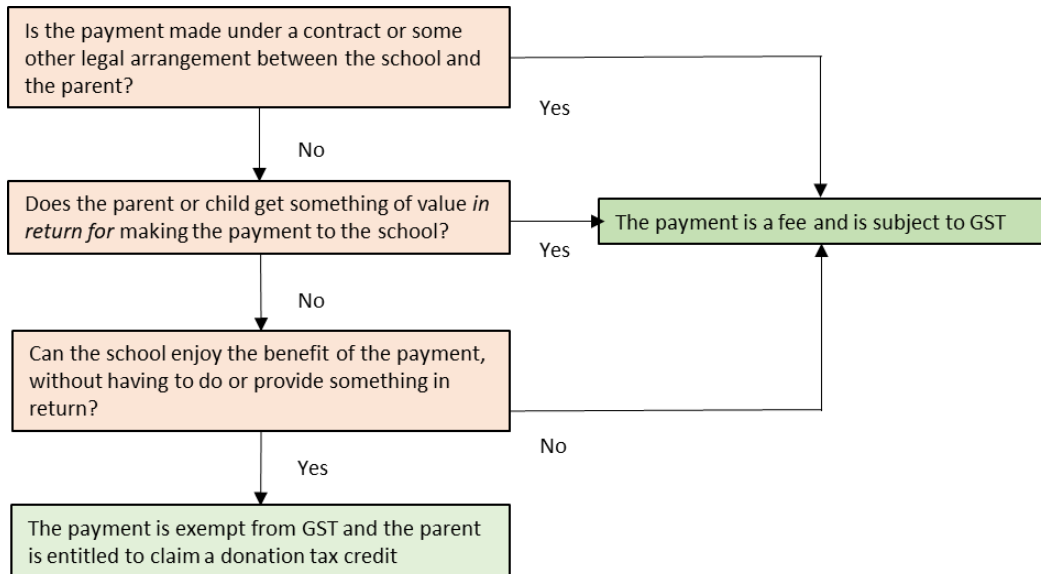 Is the payment made under a contract or some
other legal arrangement between the school and
the parent?
Yes
No
Does the parent or child get something of value in
return for making the payment to the school?
The payment is a fee and is subject to GST
Yes
No
Can the school enjoy the benefit of the payment,
without having to do or provide something in
return?
No
Yes
The payment is exempt from GST and the parent
is entitled to claim a donation tax credit